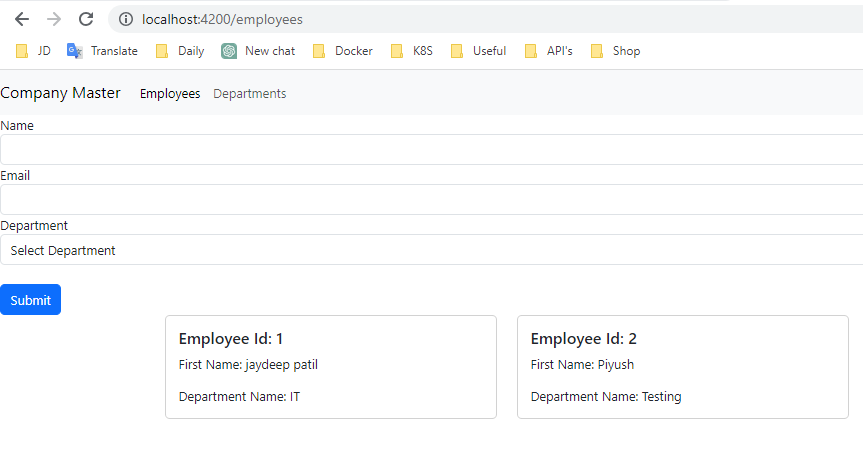 localhost:4200/employees
JD Translate Daily New chat Docker K8S Useful API's Shop
Company Master Employees Departments
Name
Email
Department
Select Department
Submit
Employee Id: 1
First Name: jaydeep patil
Department Name: IT
Employee Id: 2
First Name: Piyush
Department Name: Testing